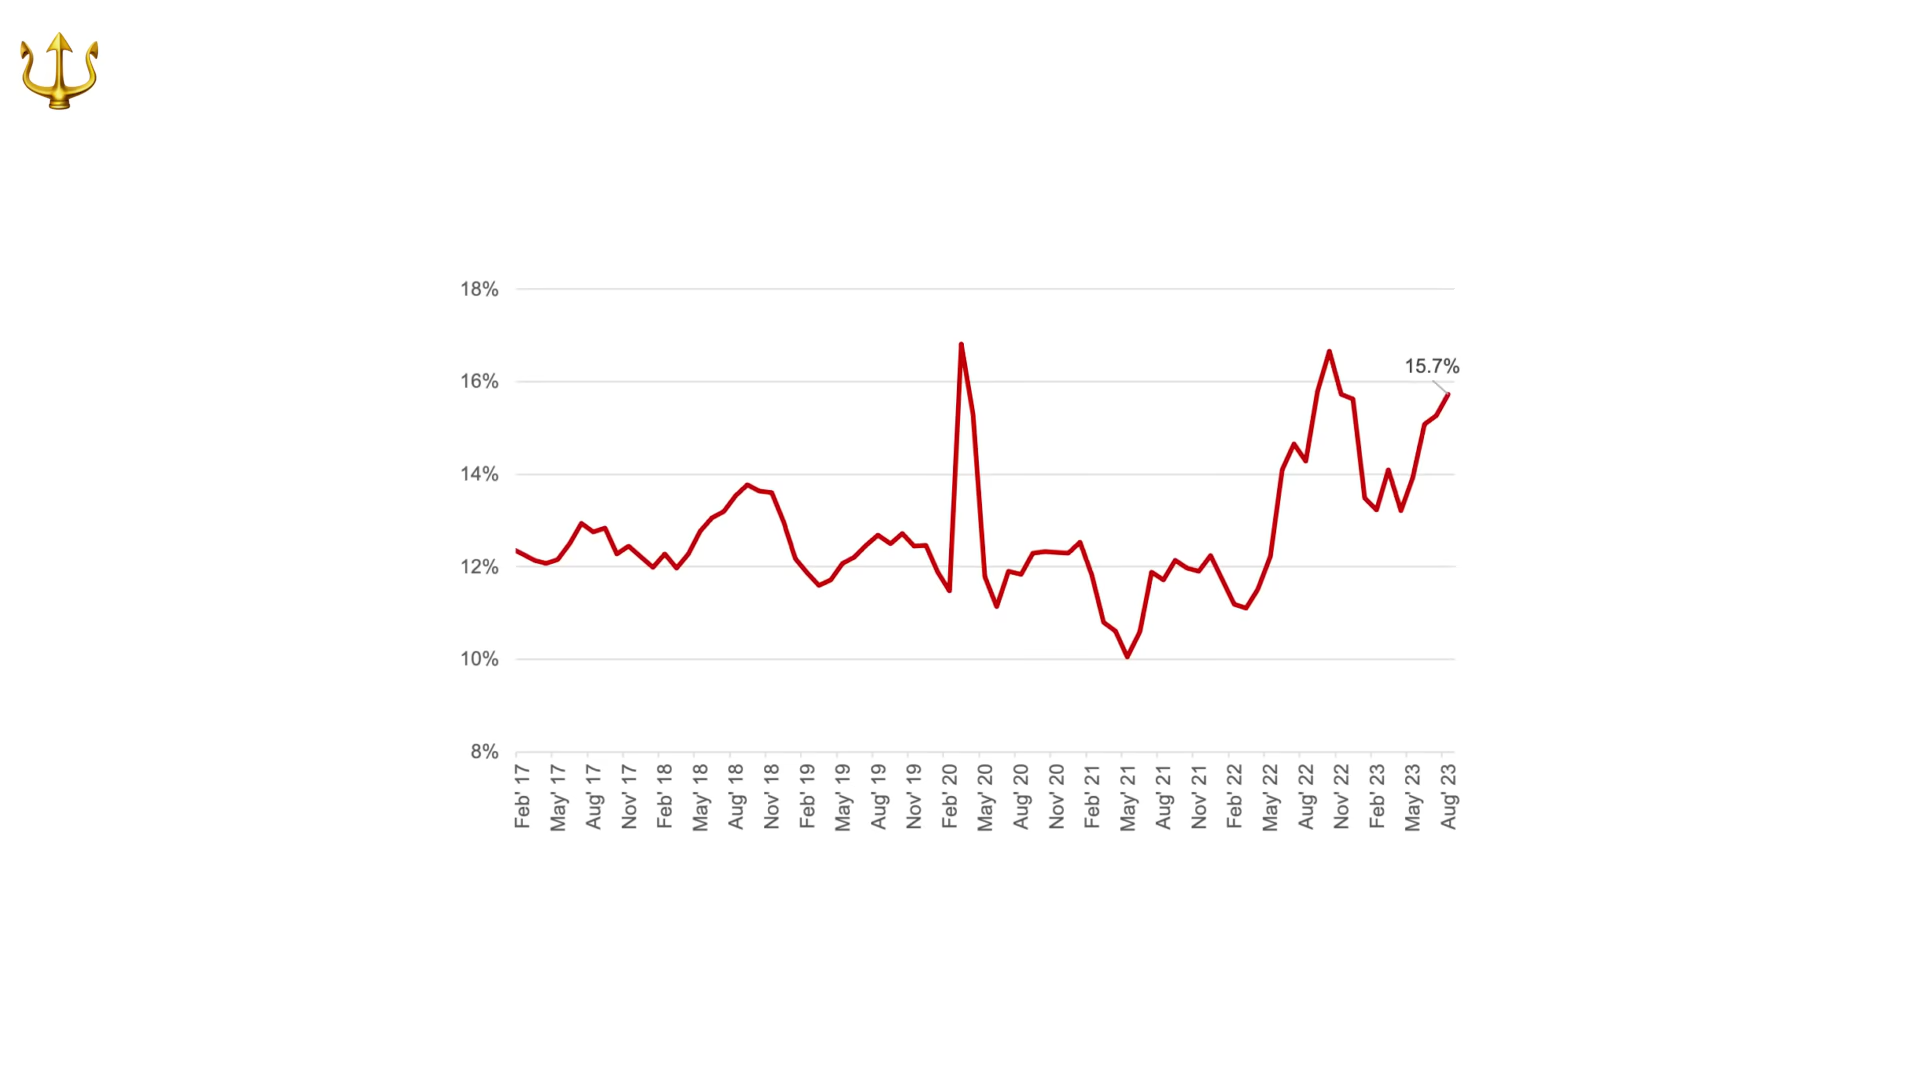 18%
16%
14%
12%
10%
8%
15.7%
Feb' 17
May' 17
Aug' 17
Nov' 17
Feb' 18
May' 18
Aug' 18
Nov' 18
Feb' 19
May' 19
Aug' 19
Nov' 19
Feb' 20
May' 20
Aug' 20
Nov' 20
Feb' 21
May' 21
Aug' 21
Nov' 21
Feb' 22
May' 22
Aug' 22
Nov' 22
Feb' 23
May' 23
Aug' 23